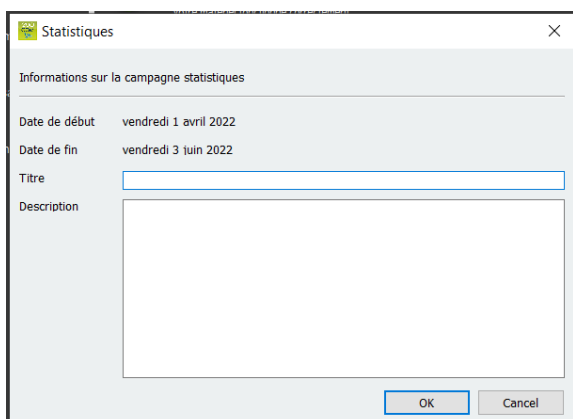 Statistiques
Informations sur la campagne statistiques
Date de début vendredi 1 avril 2022
Date de fin vendredi 3 juin 2022
Titre
Description
OK Cancel